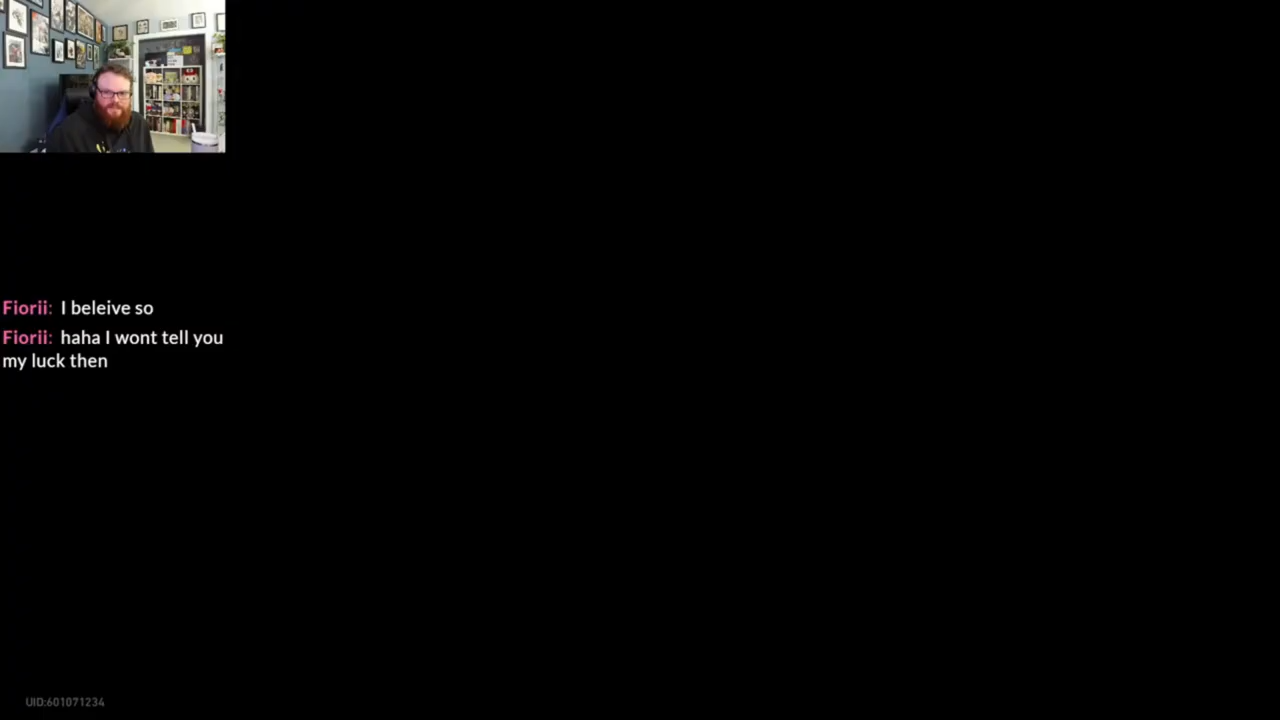 Fiorii: I beleive so
Fiorii: haha I wont tell you
my luck then
UID:601071234